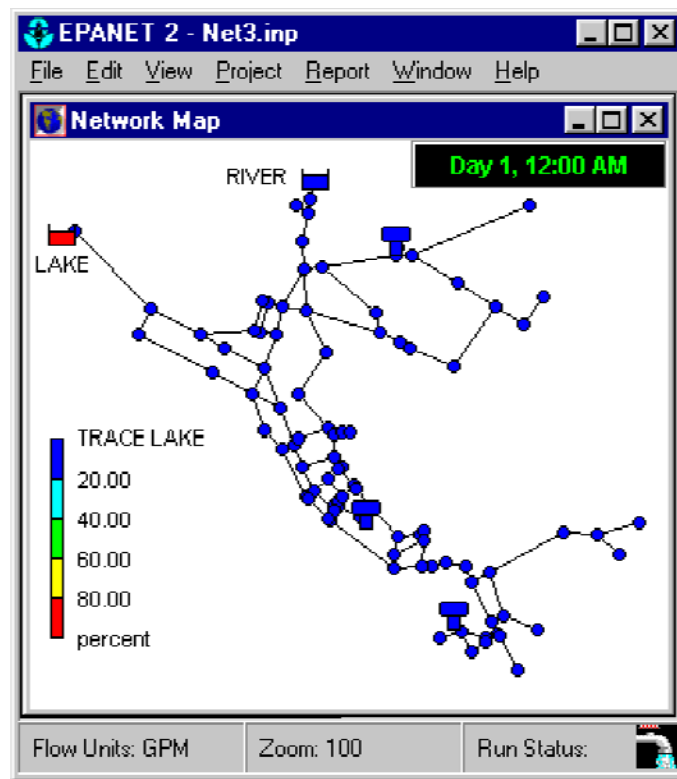 EPANET 2 - Net3.inp
File Edit View Project Report Window Help
Network Map
Day 1, 12:00 AM
RIVER
LAKE
TRACE LAKE
20.00
40.00
60.00
80.00
percent
Flow Units: GPM
Zoom: 100
Run Status: